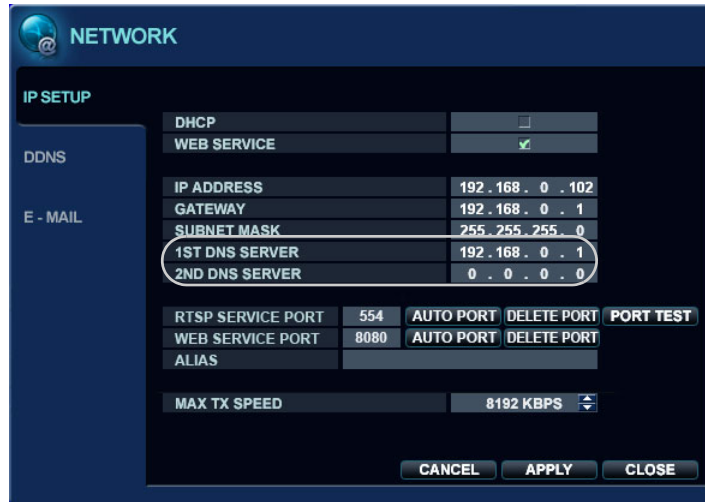 NETWORK
IP SETUP
DDNS
E - MAIL
DHCP
WEB SERVICE
IP ADDRESS 192 . 168 . 0 . 102
GATEWAY 192 . 168 . 0 . 1
SUBNET MASK 255 . 255 . 255 . 0
1ST DNS SERVER 192 . 168 . 0 . 1
2ND DNS SERVER 0 . 0 . 0 . 0
RTSP SERVICE PORT 554 AUTO PORT DELETE PORT PORT TEST
WEB SERVICE PORT 8080 AUTO PORT DELETE PORT
ALIAS
MAX TX SPEED 8192 KBPS
CANCEL APPLY CLOSE